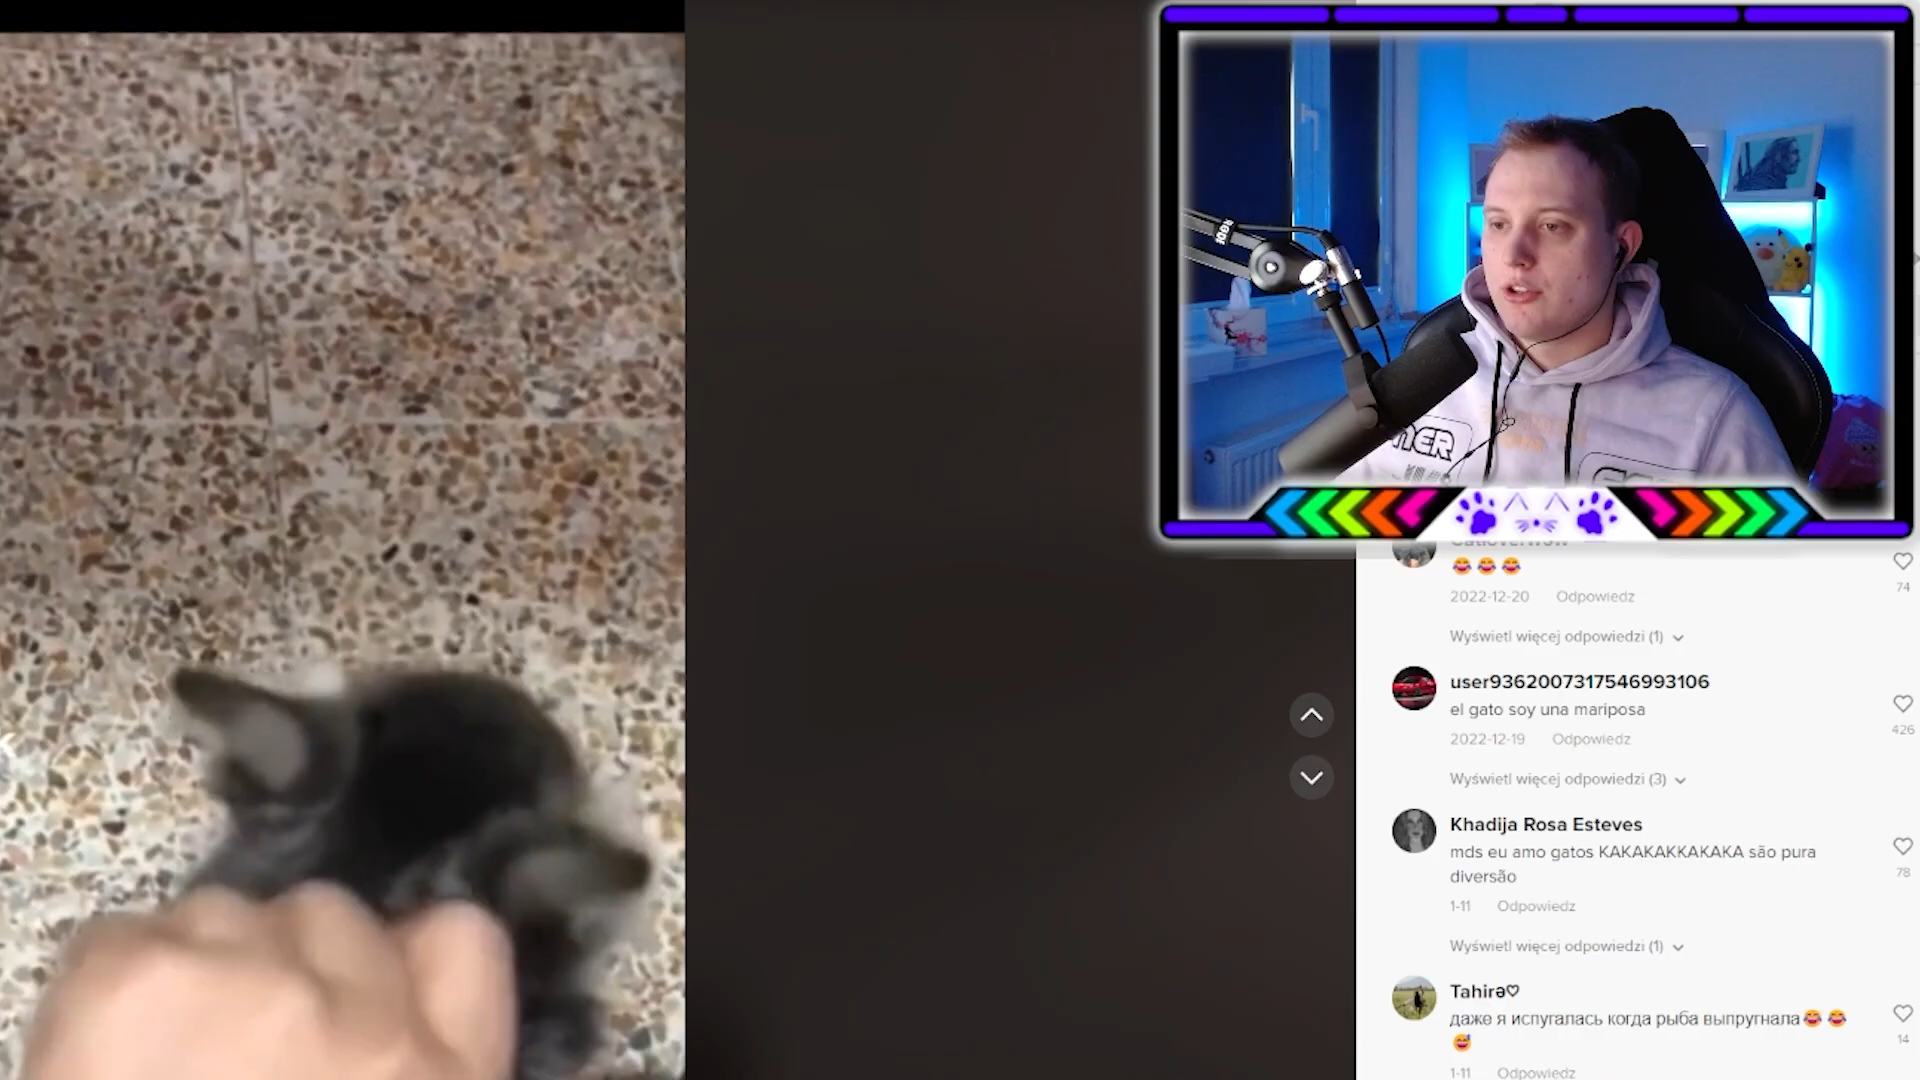 RØDE
😂😂😂
2022-12-20 Odpowiedz
74
Wyświetl więcej odpowiedzi (1)
user9362007317546993106
el gato soy una mariposa
426
2022-12-19 Odpowiedz
Wyświetl więcej odpowiedzi (3)
Khadija Rosa Esteves
mds eu amo gatos KAKAKAKKAKAKA são pura
diversão
78
1-11 Odpowiedz
Wyświetl więcej odpowiedzi (1)
Tahirə♡
даже я испугалась когда рыба выпругнала😂😂
😅
14
1-11 Odpowiedz